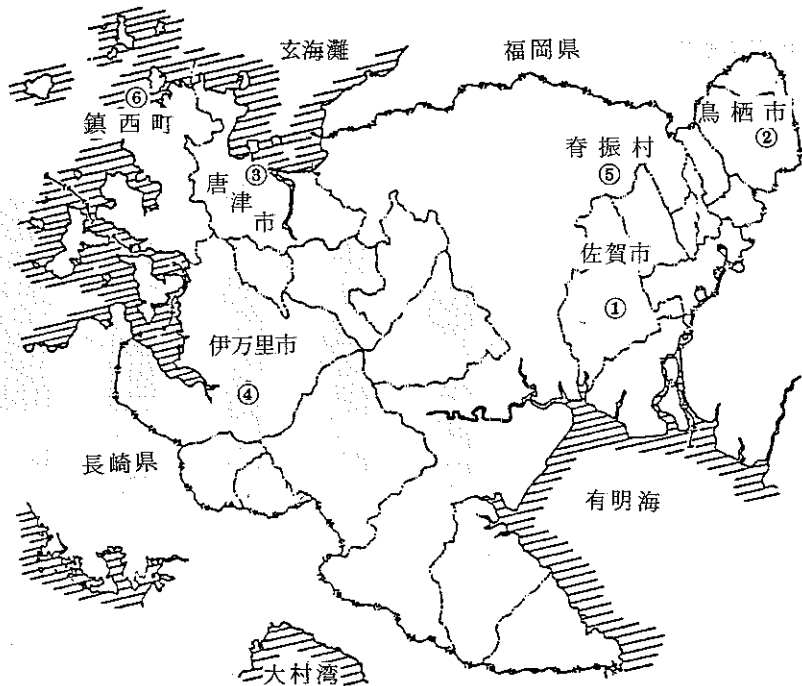 玄海灘
福岡県
⑥
鎮西町
鳥栖市
②
脊振村
⑤
③
唐津市
佐賀市
①
伊万里市
④
長崎県
有明海
大村湾